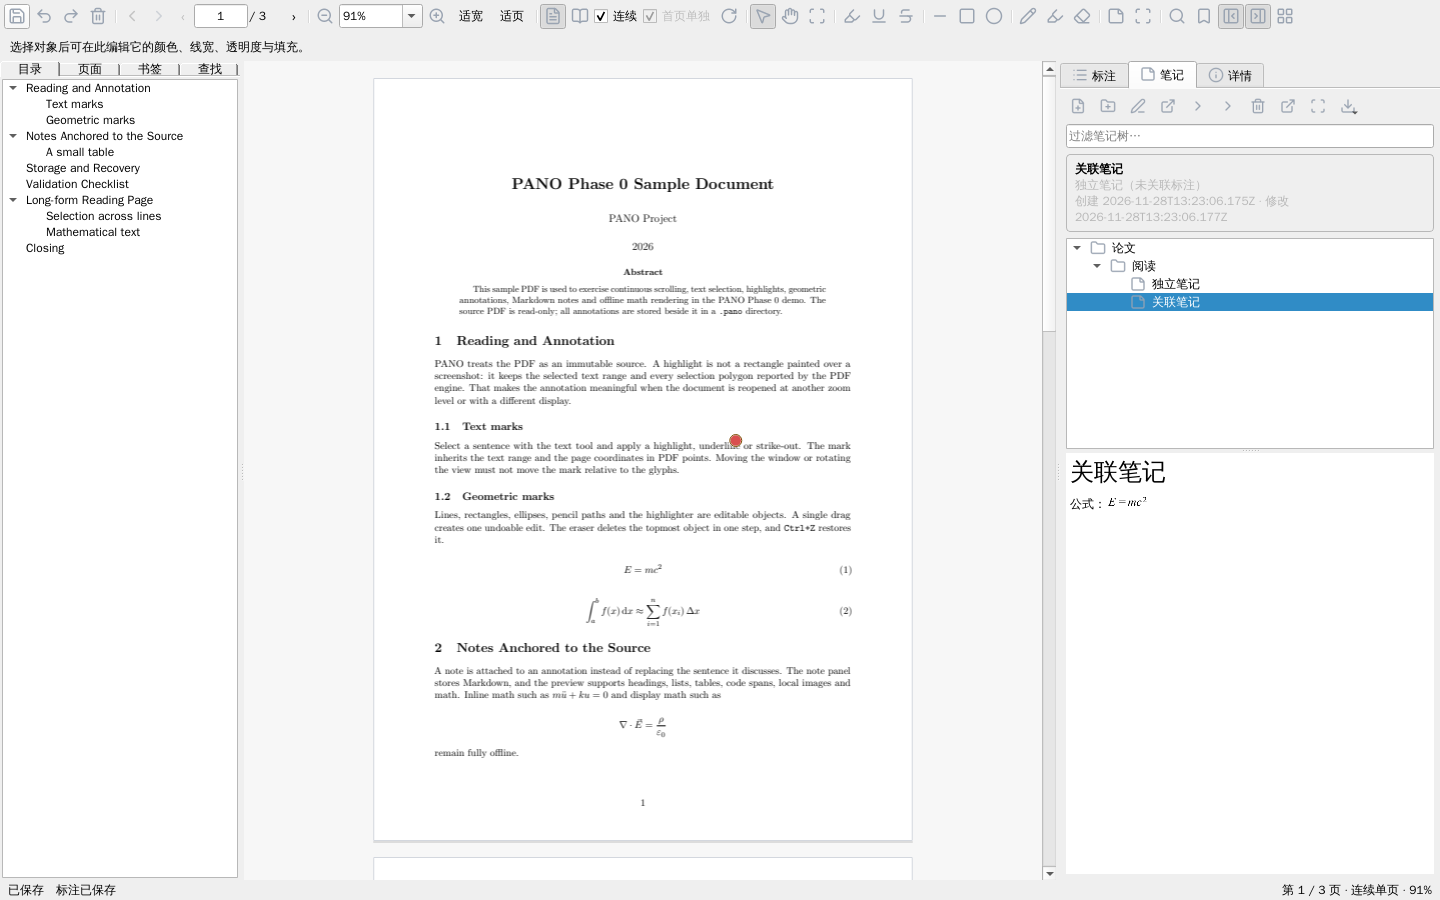 1 / 3 91% 适宽 适页 连续 首页单独
选择对象后可在此编辑它的颜色、线宽、透明度与填充。
目录 页面 书签 查找
Reading and Annotation
Text marks
Geometric marks
Notes Anchored to the Source
A small table
Storage and Recovery
Validation Checklist
Long-form Reading Page
Selection across lines
Mathematical text
Closing
PANO Phase 0 Sample Document
PANO Project
2026
Abstract
This sample PDF is used to exercise continuous scrolling, text selection, highlights, geometric
annotations, Markdown notes and offline math rendering in the PANO Phase 0 demo. The
source PDF is read-only; all annotations are stored beside it in a .pano directory.
1 Reading and Annotation
PANO treats the PDF as an immutable source. A highlight is not a rectangle painted over a
screenshot: it keeps the selected text range and every selection polygon reported by the PDF
engine. That makes the annotation meaningful when the document is reopened at another zoom
level or with a different display.
1.1 Text marks
Select a sentence with the text tool and apply a highlight, underline or strike-out. The mark
inherits the text range and the page coordinates in PDF points. Moving the window or rotating
the view must not move the mark relative to the glyphs.
1.2 Geometric marks
Lines, rectangles, ellipses, pencil paths and the highlighter are editable objects. A single drag
creates one undoable edit. The eraser deletes the topmost object in one step, and Ctrl+Z restores
it.
E = mc² (1)
∫_a^b f(x) dx ≈ ∑_{i=1}^n f(x_i) Δx (2)
2 Notes Anchored to the Source
A note is attached to an annotation instead of replacing the sentence it discusses. The note panel
stores Markdown, and the preview supports headings, lists, tables, code spans, local images and
math. Inline math such as mü + ku = 0 and display math such as
∇ · E⃗ = ρ/ε₀
remain fully offline.
1
标注 笔记 详情
过滤笔记树…
关联笔记
独立笔记（未关联标注）
创建 2026-11-28T13:23:06.175Z · 修改
2026-11-28T13:23:06.177Z
论文
阅读
独立笔记
关联笔记
关联笔记
公式：E = mc²
已保存 标注已保存
第 1 / 3 页 · 连续单页 · 91%